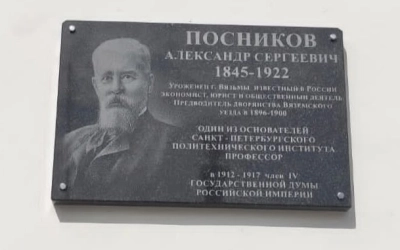 ПОСНИКОВ
АЛЕКСАНДР СЕРГЕЕВИЧ
1845-1922
Уроженец г. Вязьмы, известный в России
экономист, юрист и общественный деятель
Предводитель дворянства Вяземского
уезда в 1896-1900
ОДИН ИЗ ОСНОВАТЕЛЕЙ
САНКТ - ПЕТЕРБУРГСКОГО
ПОЛИТЕХНИЧЕСКОГО ИНСТИТУТА
ПРОФЕССОР
в 1912 - 1917 член IV
ГОСУДАРСТВЕННОЙ ДУМЫ
РОССИЙСКОЙ ИМПЕРИИ